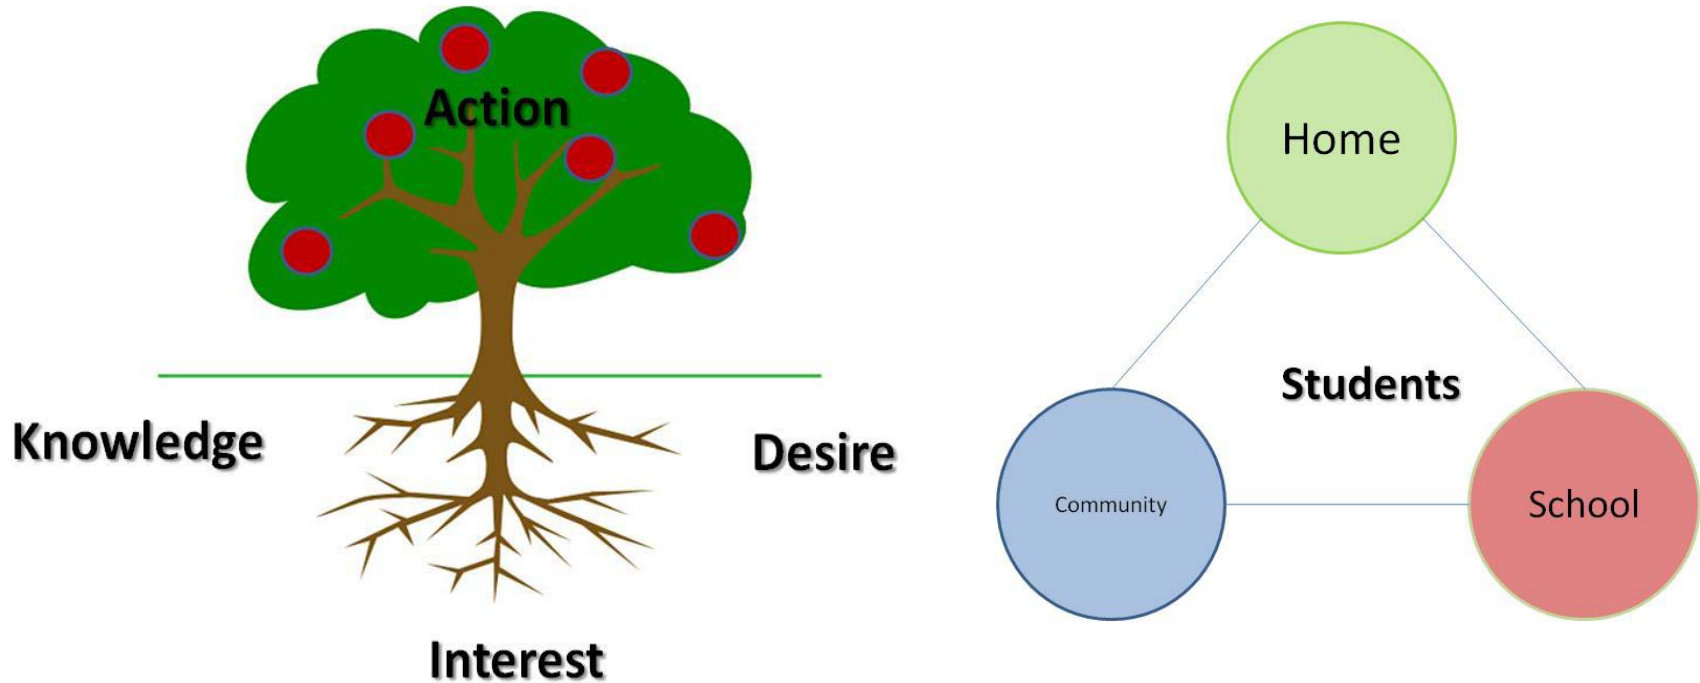 Action
Knowledge
Desire
Interest
Home
Students
Community
School